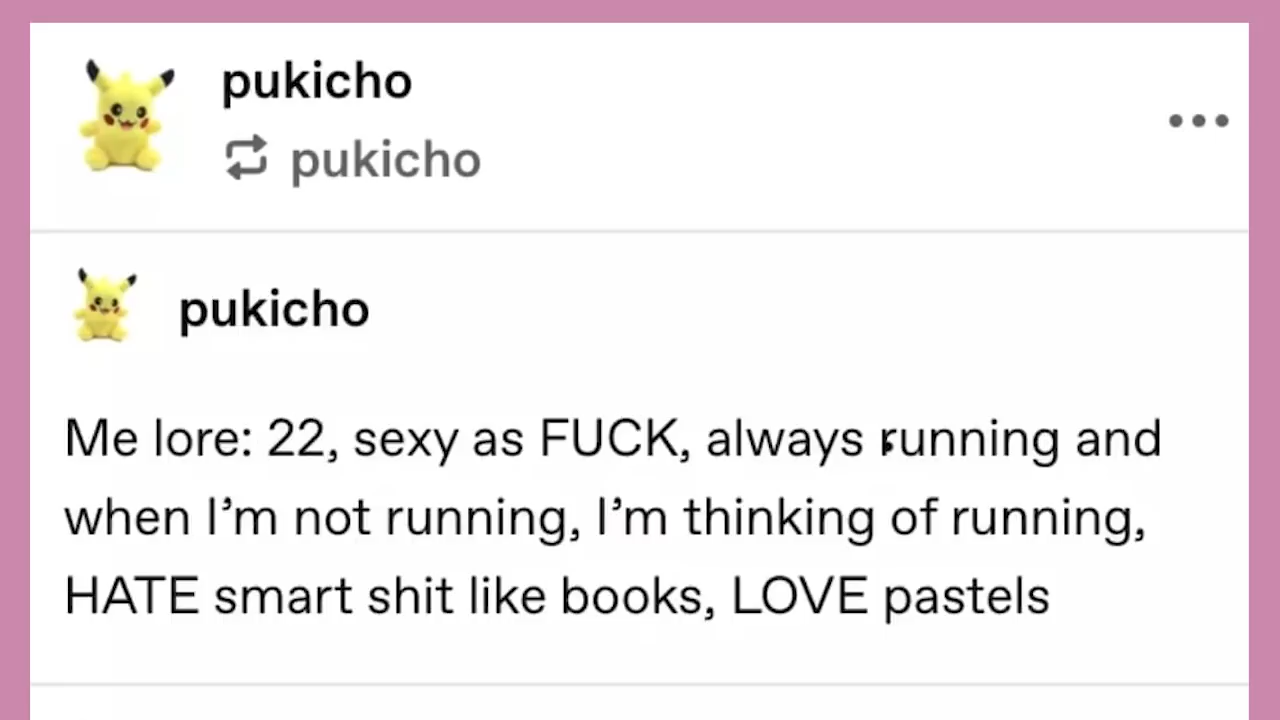 pukicho
pukicho
pukicho
Me lore: 22, sexy as FUCK, always running and
when I’m not running, I’m thinking of running,
HATE smart shit like books, LOVE pastels